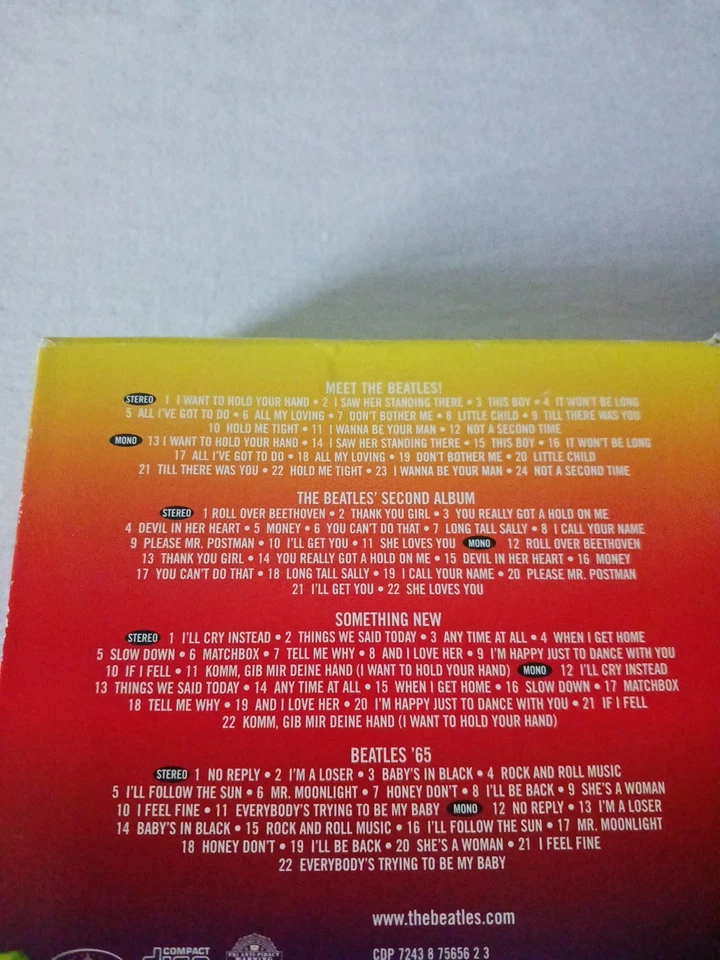 MEET THE BEATLES!
STEREO 1 I WANT TO HOLD YOUR HAND • 2 I SAW HER STANDING THERE • 3 THIS BOY • 4 IT WON'T BE LONG
5 ALL I'VE GOT TO DO • 6 ALL MY LOVING • 7 DON'T BOTHER ME • 8 LITTLE CHILD • 9 TILL THERE WAS YOU
10 HOLD ME TIGHT • 11 I WANNA BE YOUR MAN • 12 NOT A SECOND TIME
MONO 13 I WANT TO HOLD YOUR HAND • 14 I SAW HER STANDING THERE • 15 THIS BOY • 16 IT WON'T BE LONG
17 ALL I'VE GOT TO DO • 18 ALL MY LOVING • 19 DON'T BOTHER ME • 20 LITTLE CHILD
21 TILL THERE WAS YOU • 22 HOLD ME TIGHT • 23 I WANNA BE YOUR MAN • 24 NOT A SECOND TIME
THE BEATLES' SECOND ALBUM
STEREO 1 ROLL OVER BEETHOVEN • 2 THANK YOU GIRL • 3 YOU REALLY GOT A HOLD ON ME
4 DEVIL IN HER HEART • 5 MONEY • 6 YOU CAN'T DO THAT • 7 LONG TALL SALLY • 8 I CALL YOUR NAME
9 PLEASE MR. POSTMAN • 10 I'LL GET YOU • 11 SHE LOVES YOU MONO 12 ROLL OVER BEETHOVEN
13 THANK YOU GIRL • 14 YOU REALLY GOT A HOLD ON ME • 15 DEVIL IN HER HEART • 16 MONEY
17 YOU CAN'T DO THAT • 18 LONG TALL SALLY • 19 I CALL YOUR NAME • 20 PLEASE MR. POSTMAN
21 I'LL GET YOU • 22 SHE LOVES YOU
SOMETHING NEW
STEREO 1 I'LL CRY INSTEAD • 2 THINGS WE SAID TODAY • 3 ANY TIME AT ALL • 4 WHEN I GET HOME
5 SLOW DOWN • 6 MATCHBOX • 7 TELL ME WHY • 8 AND I LOVE HER • 9 I'M HAPPY JUST TO DANCE WITH YOU
10 IF I FELL • 11 KOMM, GIB MIR DEINE HAND (I WANT TO HOLD YOUR HAND) MONO 12 I'LL CRY INSTEAD
13 THINGS WE SAID TODAY • 14 ANY TIME AT ALL • 15 WHEN I GET HOME • 16 SLOW DOWN • 17 MATCHBOX
18 TELL ME WHY • 19 AND I LOVE HER • 20 I'M HAPPY JUST TO DANCE WITH YOU • 21 IF I FELL
22 KOMM, GIB MIR DEINE HAND (I WANT TO HOLD YOUR HAND)
BEATLES '65
STEREO 1 NO REPLY • 2 I'M A LOSER • 3 BABY'S IN BLACK • 4 ROCK AND ROLL MUSIC
5 I'LL FOLLOW THE SUN • 6 MR. MOONLIGHT • 7 HONEY DON'T • 8 I'LL BE BACK • 9 SHE'S A WOMAN
10 I FEEL FINE • 11 EVERYBODY'S TRYING TO BE MY BABY MONO 12 NO REPLY • 13 I'M A LOSER
14 BABY'S IN BLACK • 15 ROCK AND ROLL MUSIC • 16 I'LL FOLLOW THE SUN • 17 MR. MOONLIGHT
18 HONEY DON'T • 19 I'LL BE BACK • 20 SHE'S A WOMAN • 21 I FEEL FINE
22 EVERYBODY'S TRYING TO BE MY BABY
www.thebeatles.com
COMPACT
FBI ANTI-PIRACY
WARNING
CDP 7243 8 75656 2 3